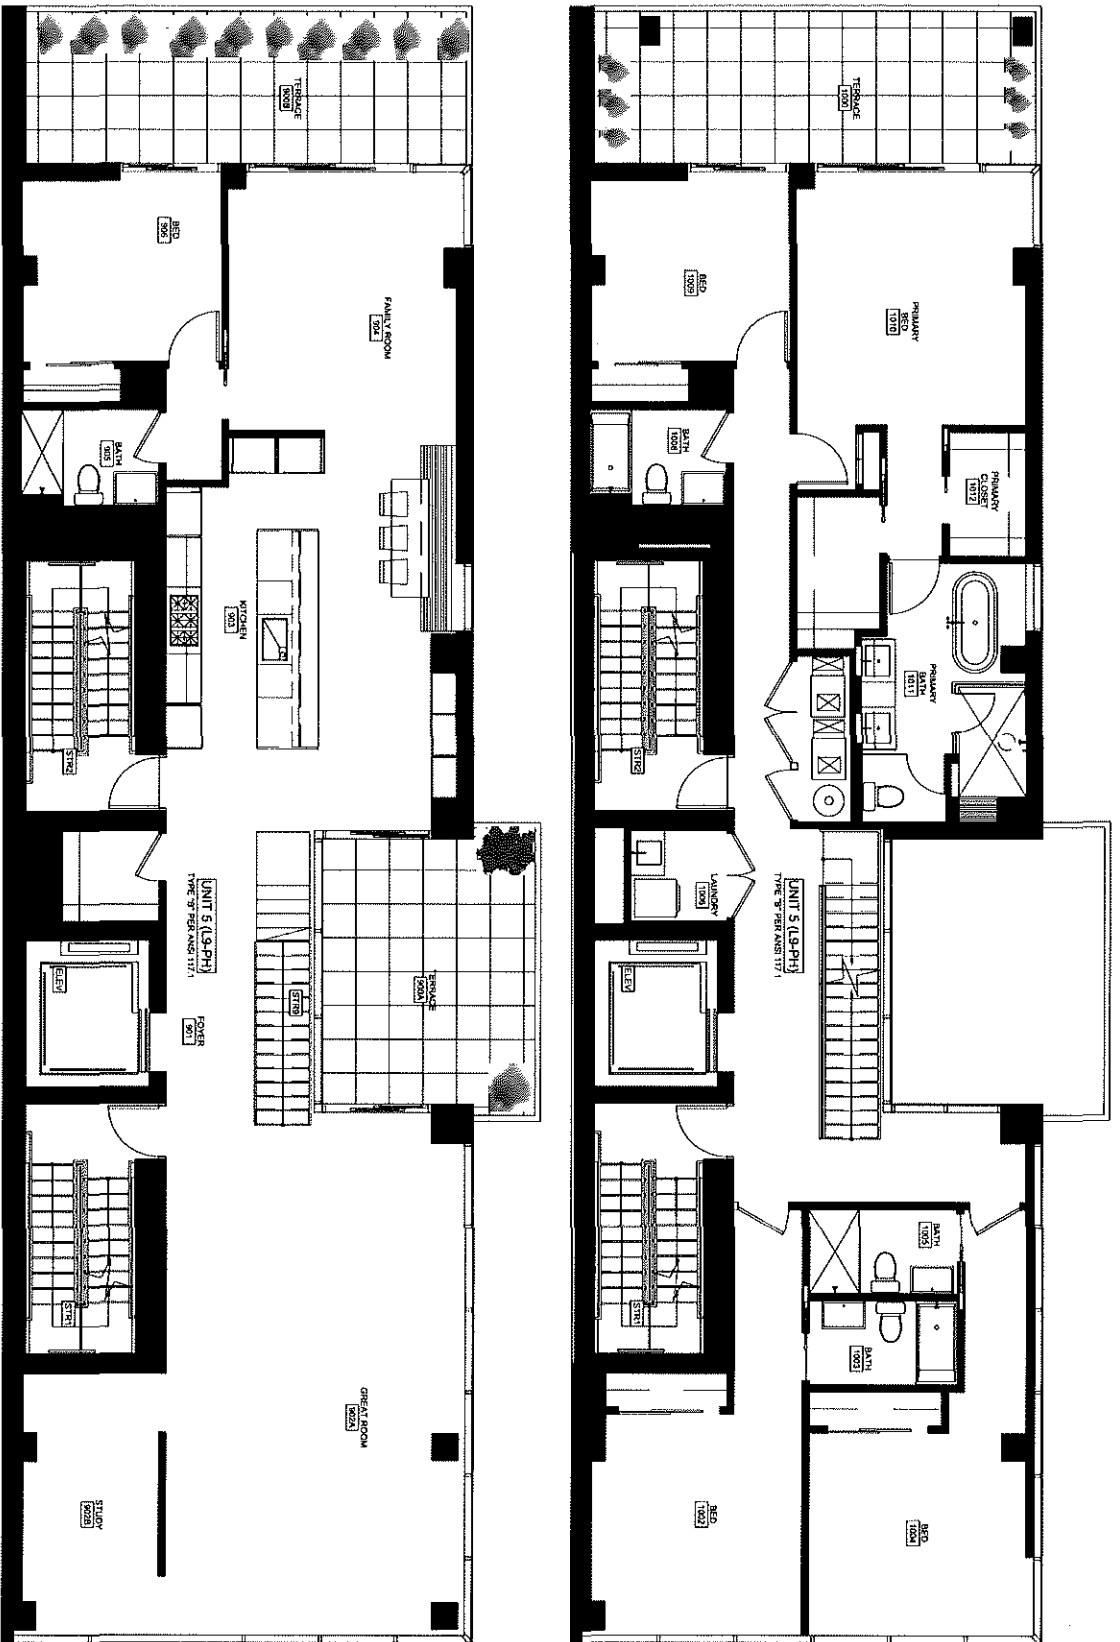 TERRACE
900B
BED
906
FAMILY ROOM
904
BATH
905
KITCHEN
903
STR2
UNIT 5 (L9-PH)
TYPE "B" PER ANSI 117.1
ELEV
FOYER
901
STR9
TERRACE
900A
STR1
GREAT ROOM
902A
STUDY
902B
TERRACE
1000
BED
1009
PRIMARY
BED
1010
BATH
1008
PRIMARY
CLOSET
1012
PRIMARY
BATH
1011
STR2
LAUNDRY
1006
UNIT 5 (L9-PH)
TYPE "B" PER ANSI 117.1
ELEV
STR1
BATH
1005
BATH
1003
BED
1002
BED
1004